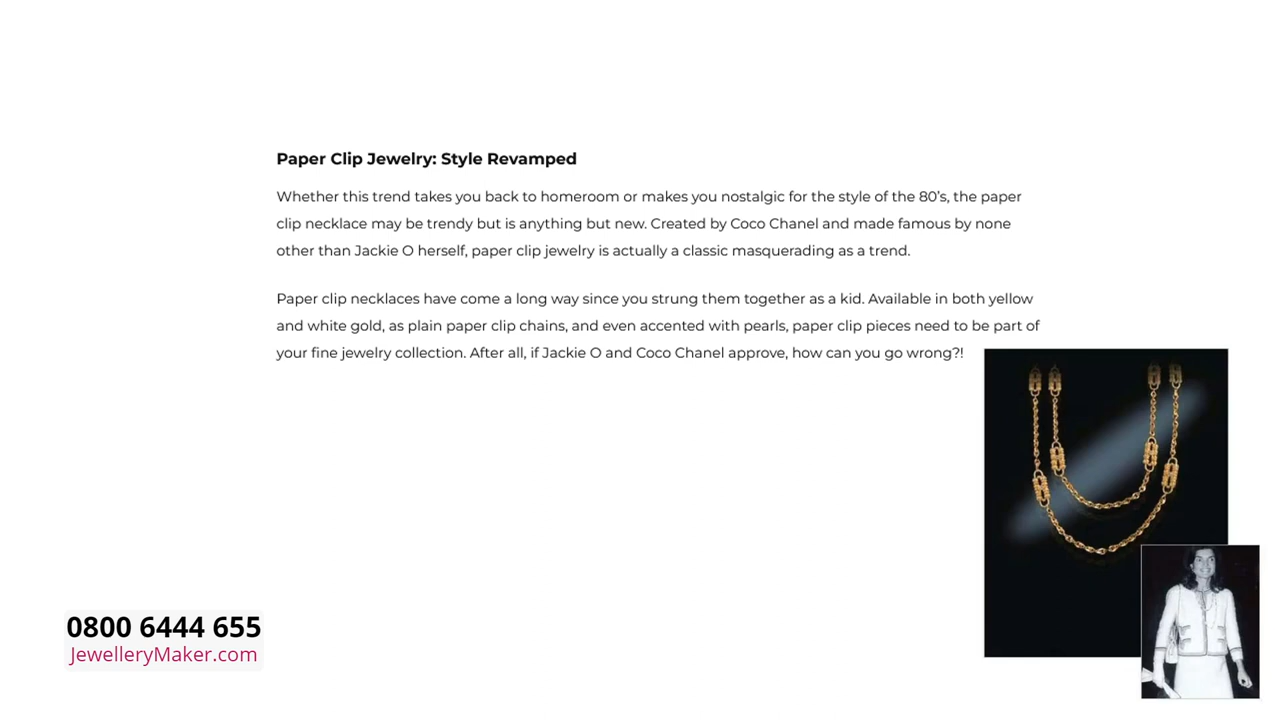 Paper Clip Jewelry: Style Revamped
Whether this trend takes you back to homeroom or makes you nostalgic for the style of the 80's, the paper
clip necklace may be trendy but is anything but new. Created by Coco Chanel and made famous by none
other than Jackie O herself, paper clip jewelry is actually a classic masquerading as a trend.
Paper clip necklaces have come a long way since you strung them together as a kid. Available in both yellow
and white gold, as plain paper clip chains, and even accented with pearls, paper clip pieces need to be part of
your fine jewelry collection. After all, if Jackie O and Coco Chanel approve, how can you go wrong?!
0800 6444 655
JewelleryMaker.com